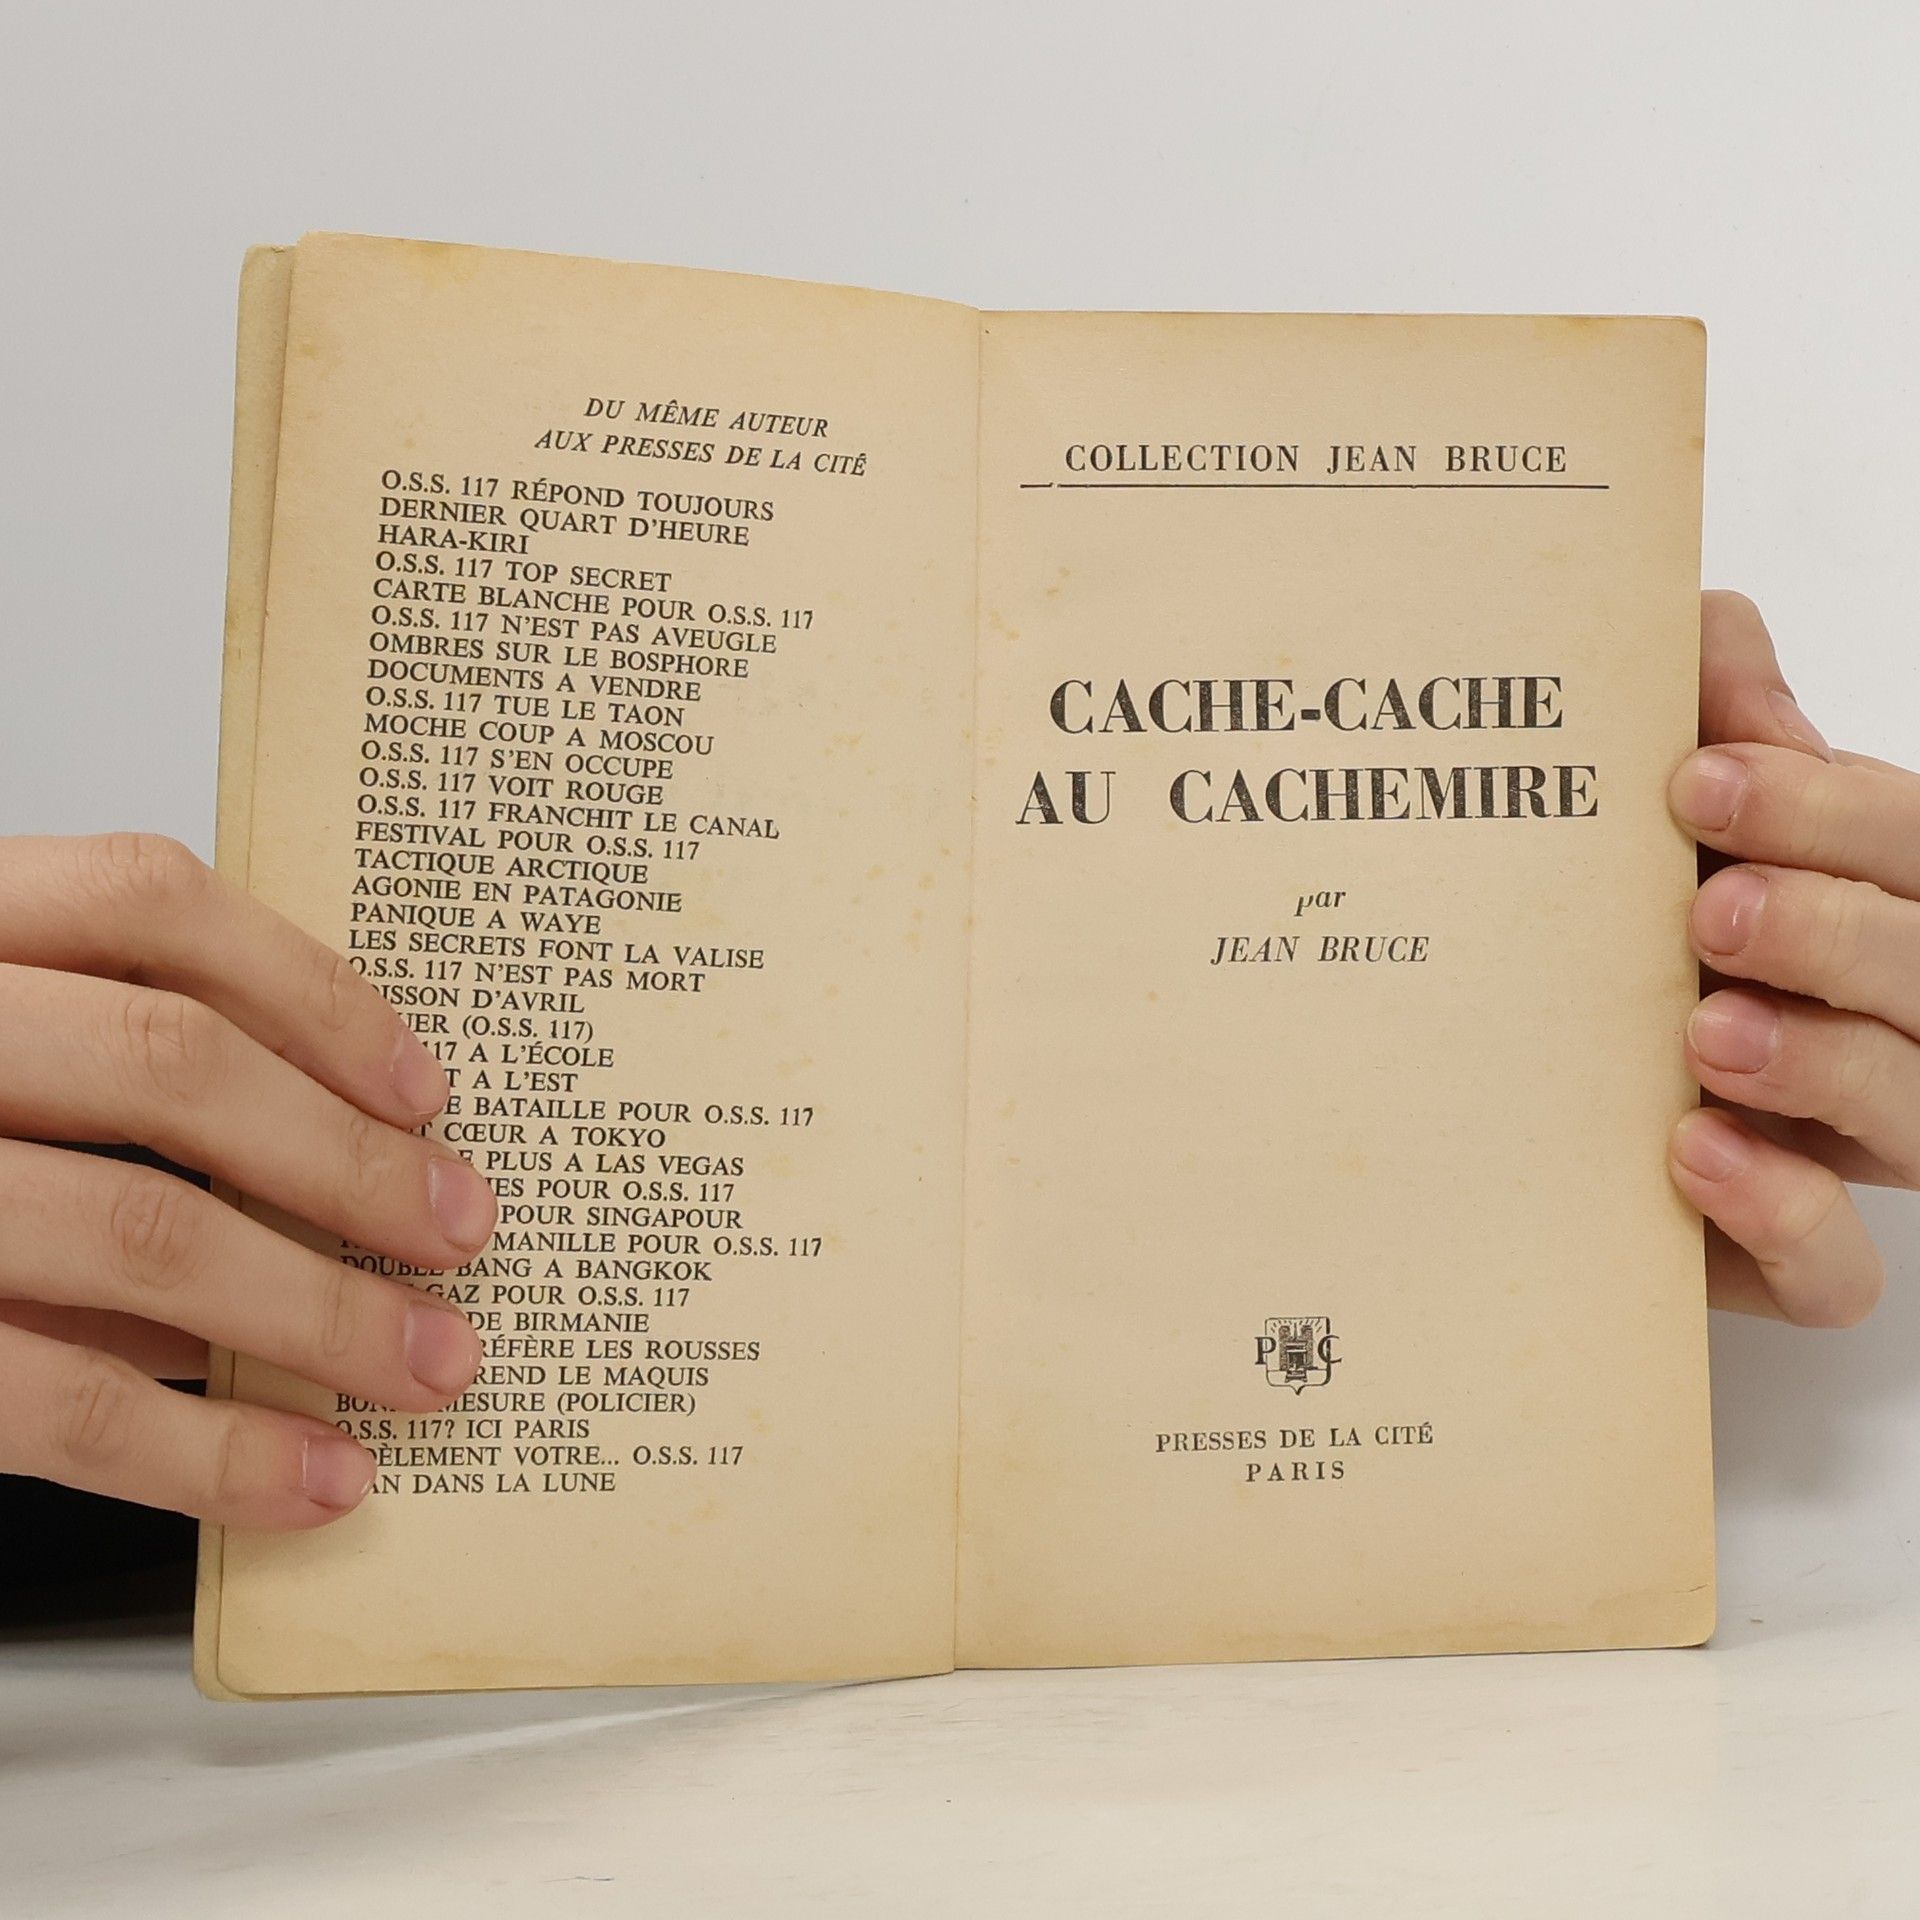 DU MÊME AUTEUR
AUX PRESSES DE LA CITÉ
O.S.S. 117 RÉPOND TOUJOURS
DERNIER QUART D'HEURE
HARA-KIRI
O.S.S. 117 TOP SECRET
CARTE BLANCHE POUR O.S.S. 117
O.S.S. 117 N'EST PAS AVEUGLE
OMBRES SUR LE BOSPHORE
DOCUMENTS A VENDRE
O.S.S. 117 TUE LE TAON
MOCHE COUP A MOSCOU
O.S.S. 117 S'EN OCCUPE
O.S.S. 117 VOIT ROUGE
O.S.S. 117 FRANCHIT LE CANAL
FESTIVAL POUR O.S.S. 117
TACTIQUE ARCTIQUE
AGONIE EN PATAGONIE
PANIQUE A WAYE
LES SECRETS FONT LA VALISE
O.S.S. 117 N'EST PAS MORT
D'AVRIL
(O.S.S. 117)
117 A L'ÉCOLE
A L'EST
BATAILLE POUR O.S.S. 117
CŒUR A TOKYO
PLUS A LAS VEGAS
POUR O.S.S. 117
POUR SINGAPOUR
MANILLE POUR O.S.S. 117
DOUBLE BANG A BANGKOK
GAZ POUR O.S.S. 117
DE BIRMANIE
LES ROUSSES
LE MAQUIS
MESURE (POLICIER)
O.S.S. 117? ICI PARIS
VOTRE... O.S.S. 117
DANS LA LUNE
COLLECTION JEAN BRUCE
CACHE-CACHE
AU CACHEMIRE
par
JEAN BRUCE
P C
PRESSES DE LA CITÉ
PARIS